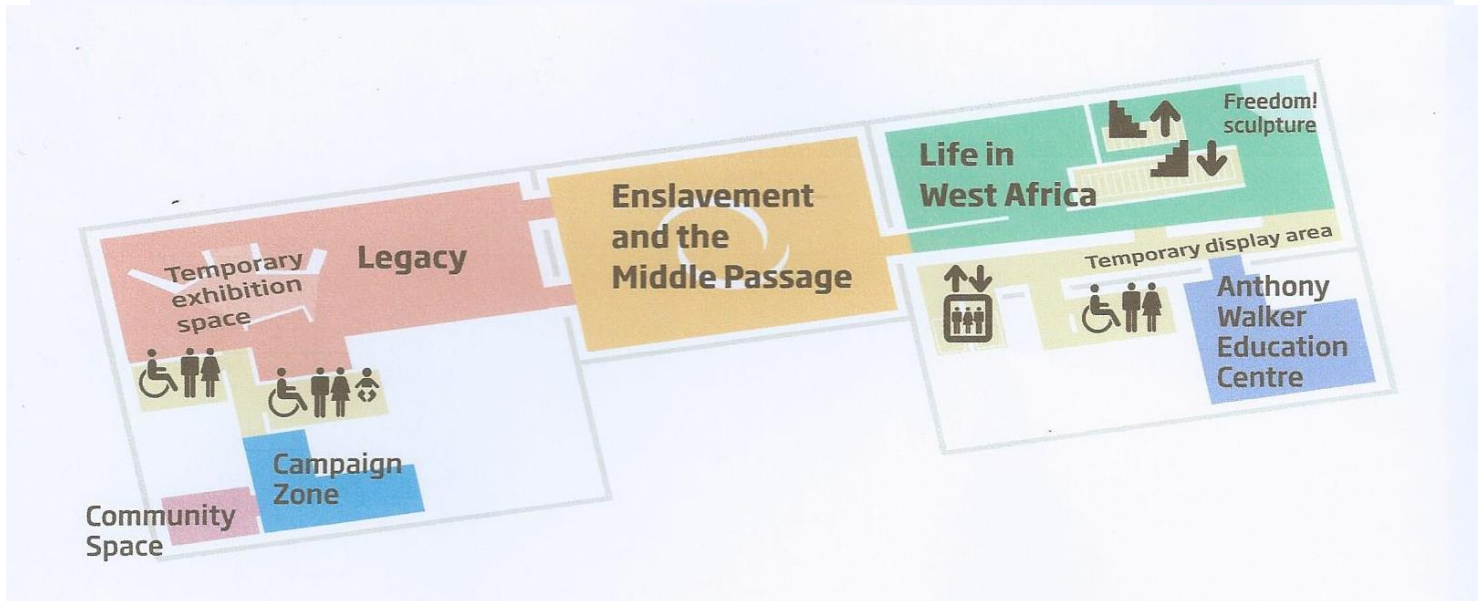 Freedom!
sculpture
Life in
West Africa
Enslavement
and the
Middle Passage
Legacy
Temporary
exhibition
space
Temporary display area
Anthony
Walker
Education
Centre
Campaign
Zone
Community
Space